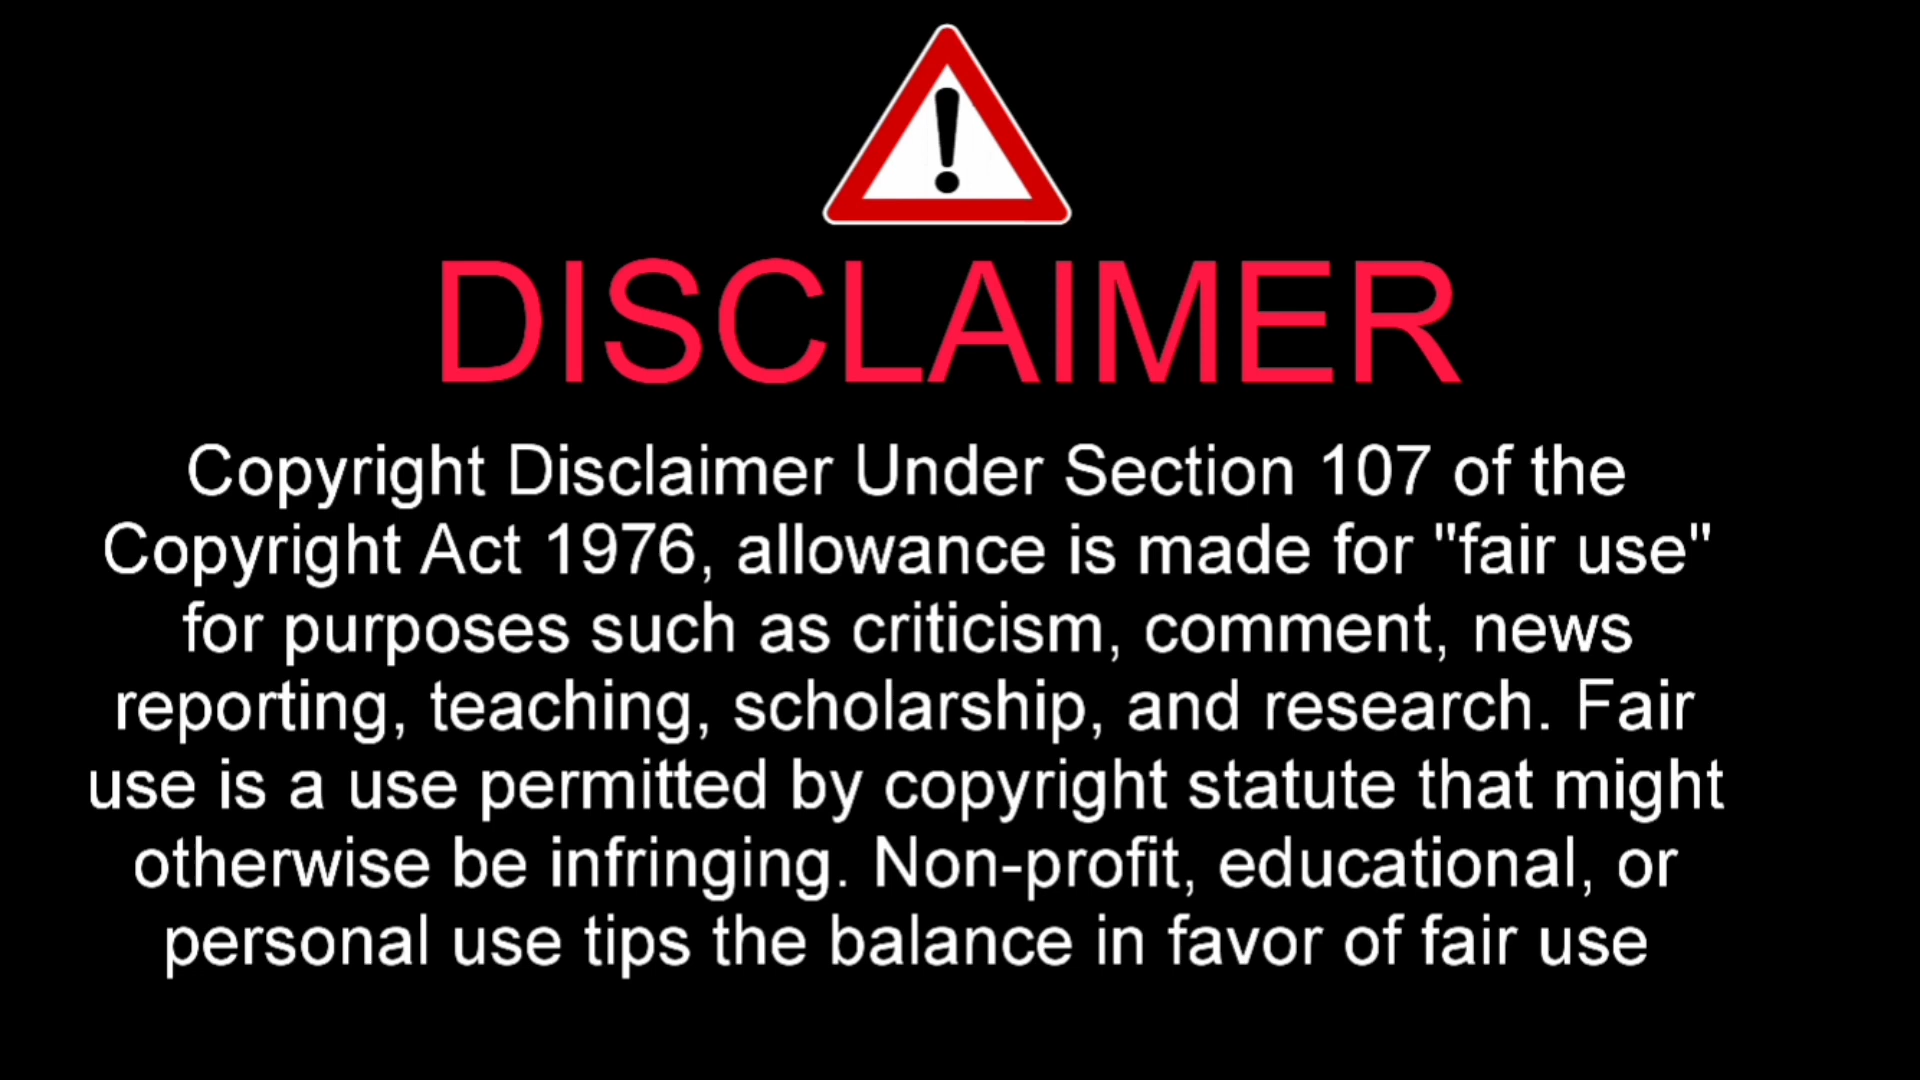 DISCLAIMER
Copyright Disclaimer Under Section 107 of the
Copyright Act 1976, allowance is made for "fair use"
for purposes such as criticism, comment, news
reporting, teaching, scholarship, and research. Fair
use is a use permitted by copyright statute that might
otherwise be infringing. Non-profit, educational, or
personal use tips the balance in favor of fair use